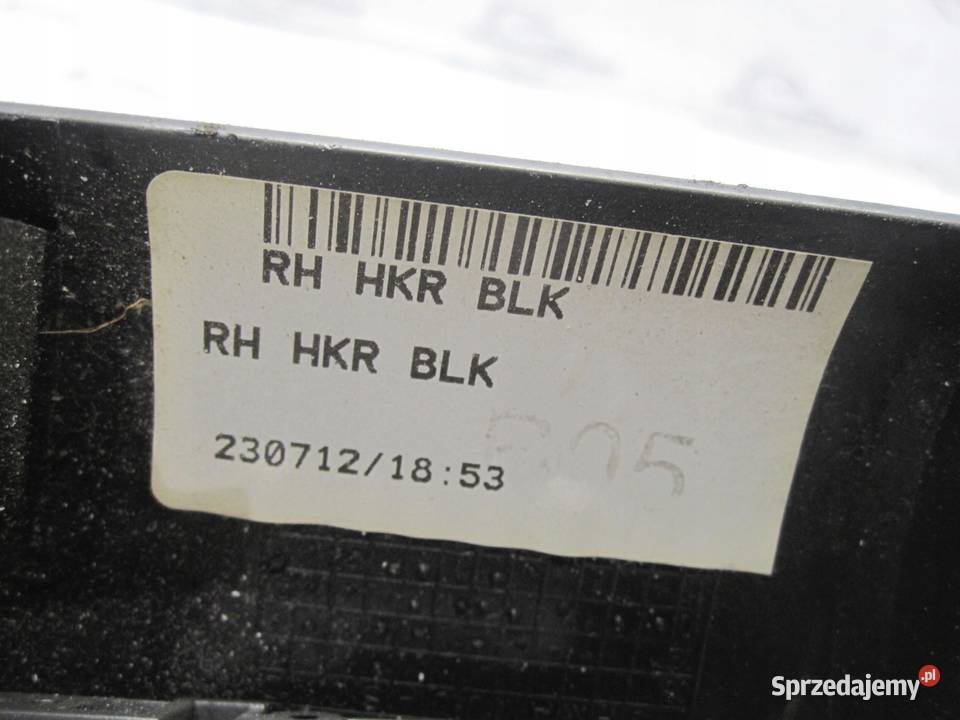 RH HKR BLK
RH HKR BLK
230712/18:53
Sprzedajemy.pl